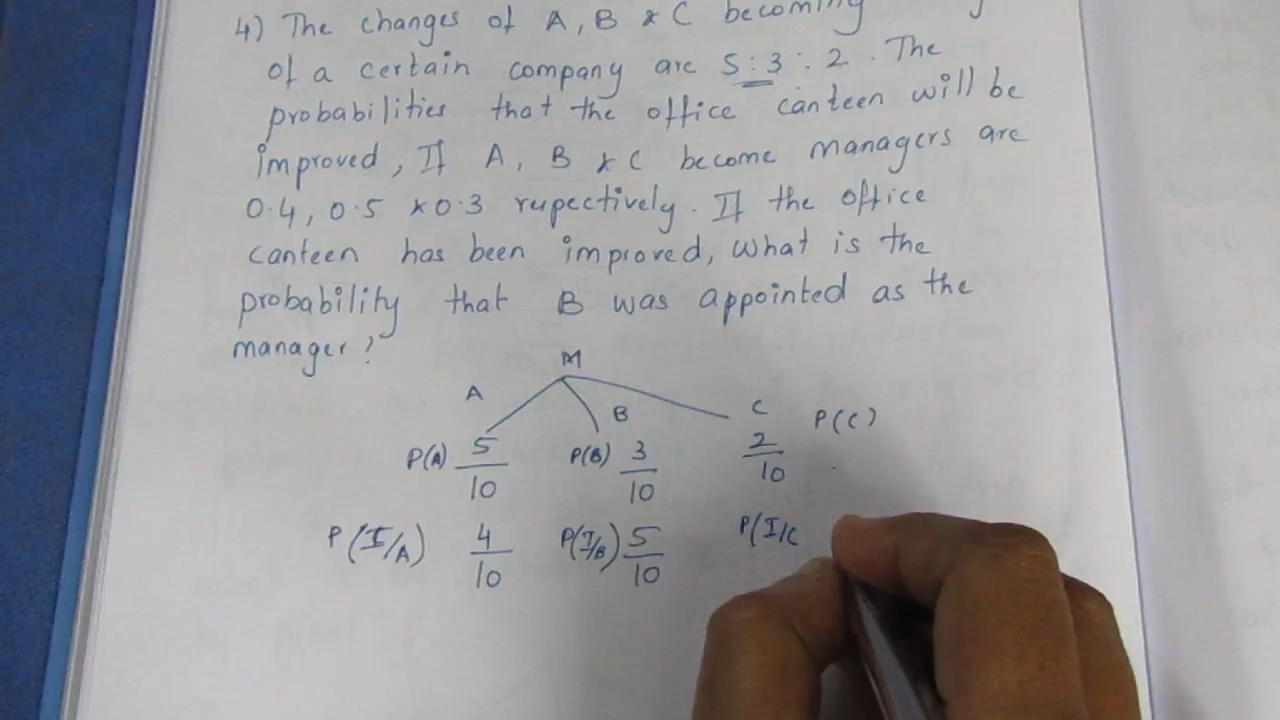 4) The changes of A, B & C becoming
of a certain company are 5:3:2. The
probabilities that the office canteen will be
improved, If A, B & C become managers are
0.4, 0.5 & 0.3 rupectively. If the office
canteen has been improved, what is the
probability that B was appointed as the
manager?
M
A B C P(C)
P(A) 5/10 P(B) 3/10 2/10
P(I/A) 4/10 P(I/B) 5/10 P(I/C